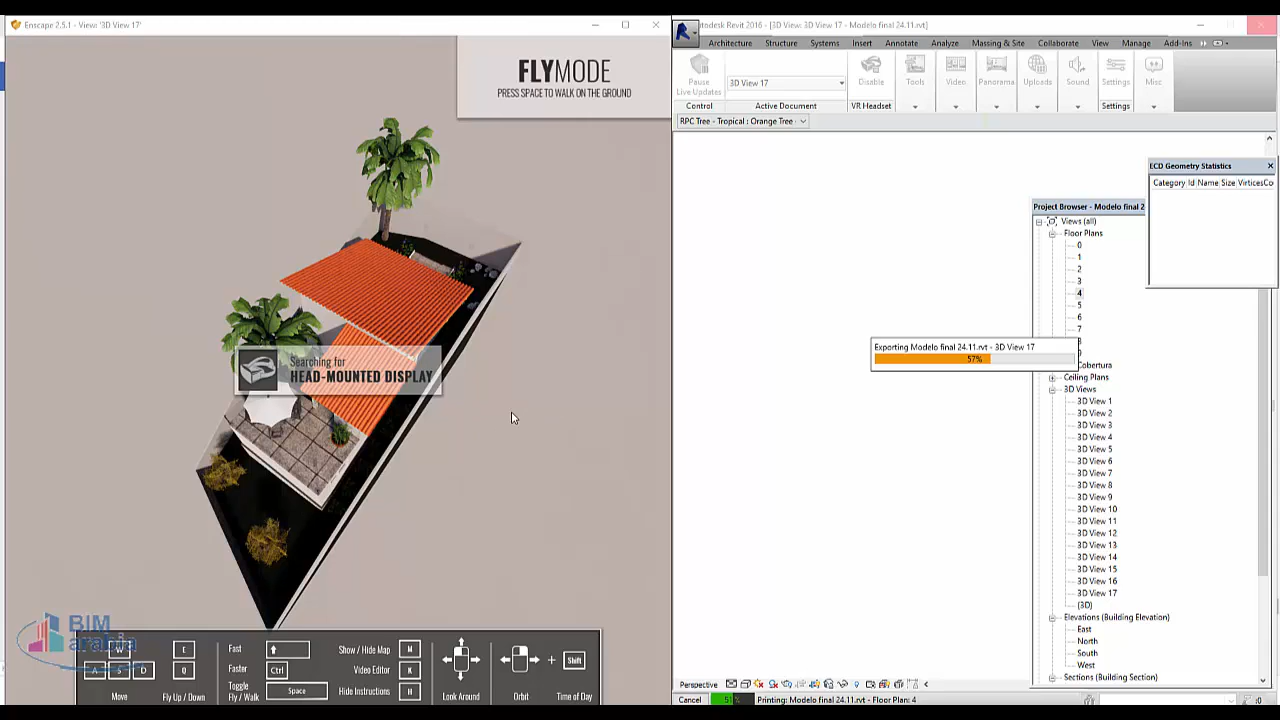 Enscape 2.5.1 - View: '3D View 17'
FLYMODE
PRESS SPACE TO WALK ON THE GROUND
Searching for
HEAD-MOUNTED DISPLAY
BIM
arabia
W
E
A
S
D
Q
Move
Fly Up / Down
Fast
Faster
Ctrl
Toggle
Fly / Walk
Space
Show / Hide Map
M
Video Editor
K
Hide Instructions
H
Look Around
Orbit
+
Shift
Time of Day
Autodesk Revit 2016 - [3D View: 3D View 17 - Modelo final 24.11.rvt]
Architecture Structure Systems Insert Annotate Analyze Massing & Site Collaborate View Manage Add-Ins
Pause
Live Updates
3D View 17
Disable
Tools
Video
Panorama
Uploads
Sound
Settings
Misc
Control
Active Document
VR Headset
Settings
RPC Tree - Tropical : Orange Tree -
ECD Geometry Statistics
Category Id Name Size VirticesCo
Project Browser - Modelo final 2
Views (all)
Floor Plans
0
1
2
3
4
5
6
7
Exporting Modelo final 24.11.rvt - 3D View 17
57%
Cobertura
Ceiling Plans
3D Views
3D View 1
3D View 2
3D View 3
3D View 4
3D View 5
3D View 6
3D View 7
3D View 8
3D View 9
3D View 10
3D View 11
3D View 12
3D View 13
3D View 14
3D View 15
3D View 16
3D View 17
{3D}
Elevations (Building Elevation)
East
North
South
West
Sections (Building Section)
Perspective
Cancel
Printing: Modelo final 24.11.rvt - Floor Plan: 4
:0